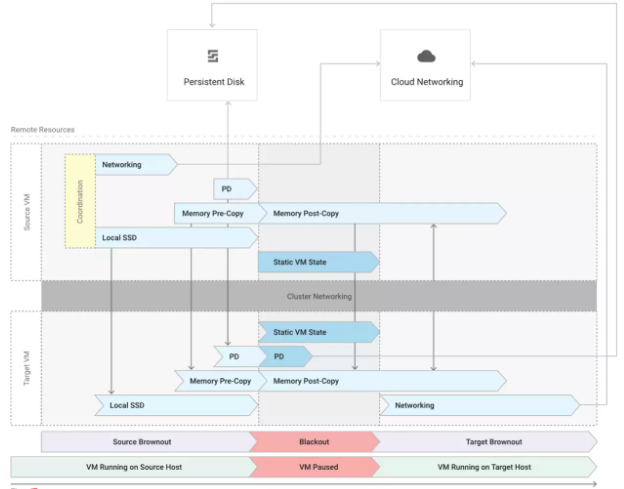 Persistent Disk
Cloud Networking
Remote Resources
Source VM
Coordination
Networking
PD
Memory Pre-Copy
Memory Post-Copy
Local SSD
Static VM State
Cluster Networking
Target VM
Static VM State
PD
PD
Memory Pre-Copy
Memory Post-Copy
Local SSD
Networking
Source Brownout
Blackout
Target Brownout
VM Running on Source Host
VM Paused
VM Running on Target Host